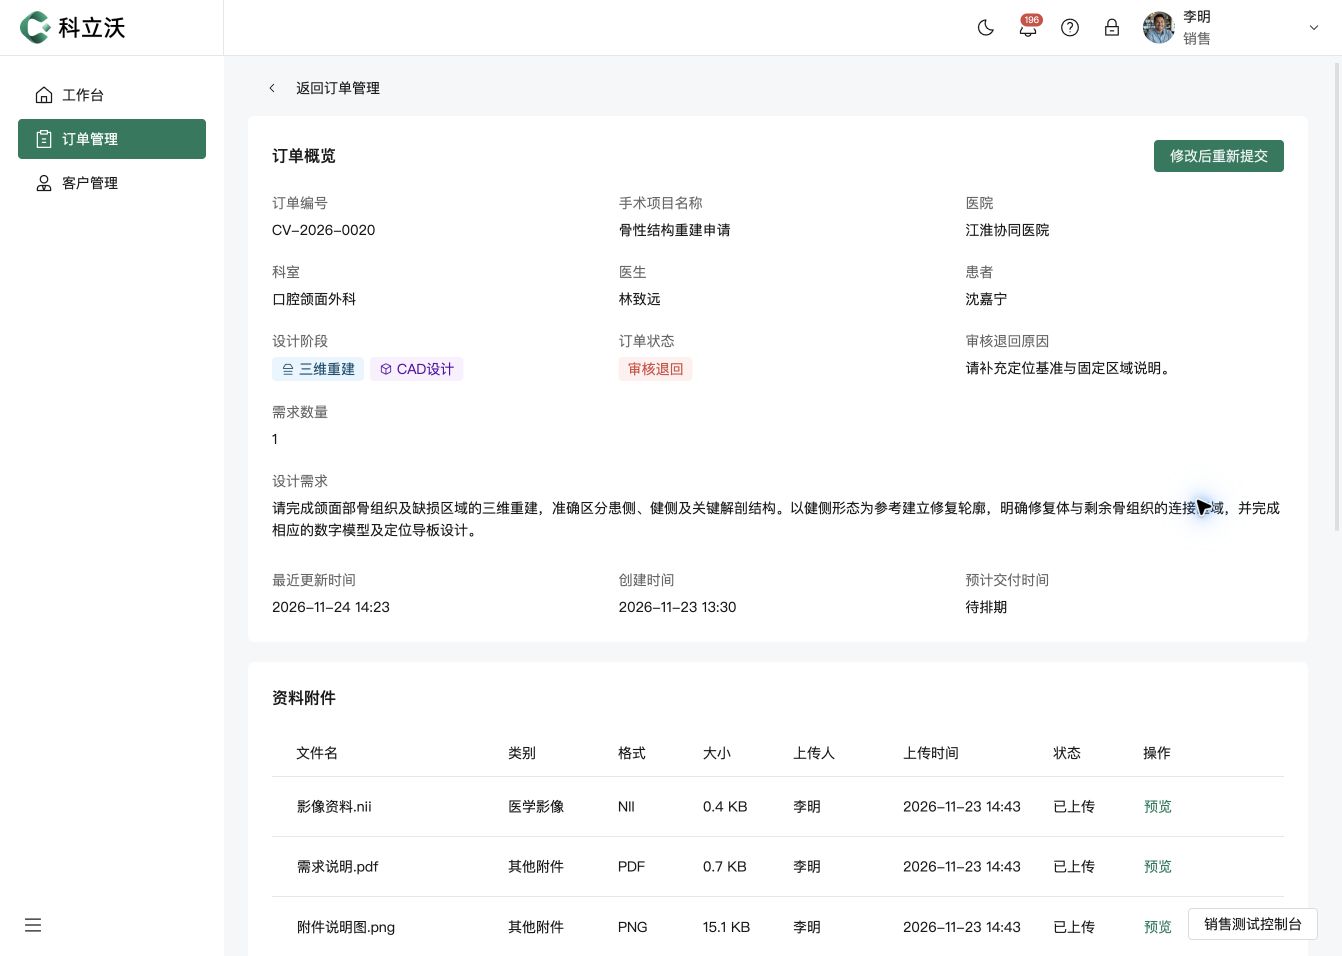 科立沃
196
李明
销售
工作台
订单管理
客户管理
返回订单管理
订单概览
修改后重新提交
订单编号
手术项目名称
医院
CV-2026-0020
骨性结构重建申请
江淮协同医院
科室
医生
患者
口腔颌面外科
林致远
沈嘉宁
设计阶段
订单状态
审核退回原因
三维重建
CAD设计
审核退回
请补充定位基准与固定区域说明。
需求数量
1
设计需求
请完成颌面部骨组织及缺损区域的三维重建，准确区分患侧、健侧及关键解剖结构。以健侧形态为参考建立修复轮廓，明确修复体与剩余骨组织的连接区域，并完成
相应的数字模型及定位导板设计。
最近更新时间
创建时间
预计交付时间
2026-11-24 14:23
2026-11-23 13:30
待排期
资料附件
文件名 类别 格式 大小 上传人 上传时间 状态 操作
影像资料.nii 医学影像 NII 0.4 KB 李明 2026-11-23 14:43 已上传 预览
需求说明.pdf 其他附件 PDF 0.7 KB 李明 2026-11-23 14:43 已上传 预览
附件说明图.png 其他附件 PNG 15.1 KB 李明 2026-11-23 14:43 已上传 预览
销售测试控制台